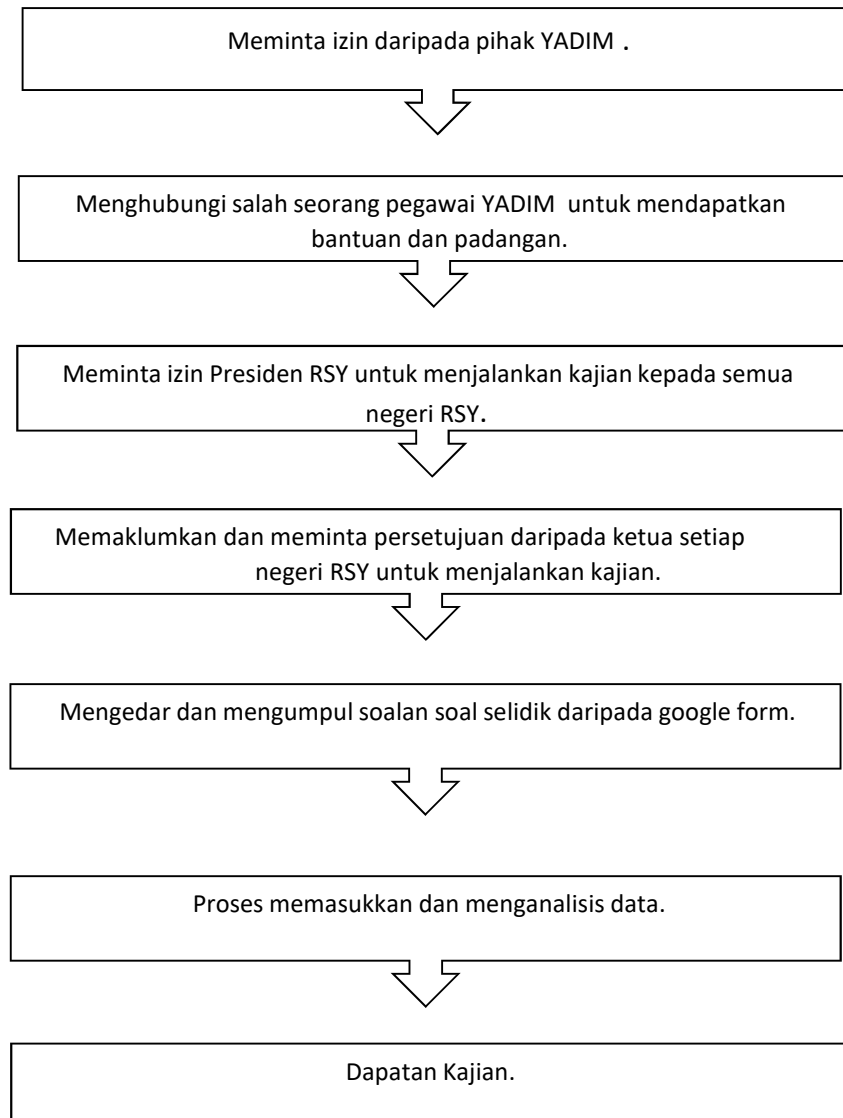 Meminta izin daripada pihak YADIM .
Menghubungi salah seorang pegawai YADIM untuk mendapatkan
bantuan dan padangan.
Meminta izin Presiden RSY untuk menjalankan kajian kepada semua
negeri RSY.
Memaklumkan dan meminta persetujuan daripada ketua setiap
negeri RSY untuk menjalankan kajian.
Mengedar dan mengumpul soalan soal selidik daripada google form.
Proses memasukkan dan menganalisis data.
Dapatan Kajian.